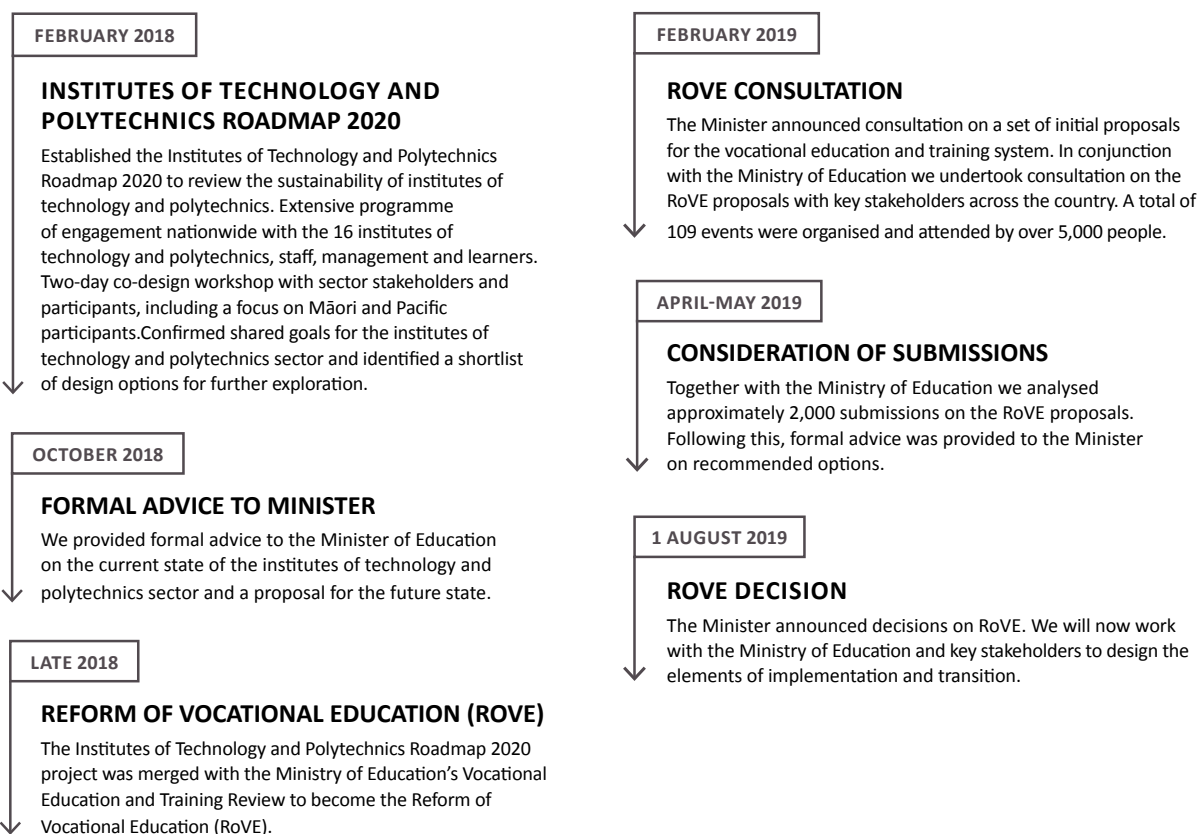 FEBRUARY 2018
INSTITUTES OF TECHNOLOGY AND
POLYTECHNICS ROADMAP 2020
Established the Institutes of Technology and Polytechnics
Roadmap 2020 to review the sustainability of institutes of
technology and polytechnics. Extensive programme
of engagement nationwide with the 16 institutes of
technology and polytechnics, staff, management and learners.
Two-day co-design workshop with sector stakeholders and
participants, including a focus on Māori and Pacific
participants.Confirmed shared goals for the institutes of
technology and polytechnics sector and identified a shortlist
of design options for further exploration.
OCTOBER 2018
FORMAL ADVICE TO MINISTER
We provided formal advice to the Minister of Education
on the current state of the institutes of technology and
polytechnics sector and a proposal for the future state.
LATE 2018
REFORM OF VOCATIONAL EDUCATION (ROVE)
The Institutes of Technology and Polytechnics Roadmap 2020
project was merged with the Ministry of Education's Vocational
Education and Training Review to become the Reform of
Vocational Education (RoVE).
FEBRUARY 2019
ROVE CONSULTATION
The Minister announced consultation on a set of initial proposals
for the vocational education and training system. In conjunction
with the Ministry of Education we undertook consultation on the
RoVE proposals with key stakeholders across the country. A total of
109 events were organised and attended by over 5,000 people.
APRIL-MAY 2019
CONSIDERATION OF SUBMISSIONS
Together with the Ministry of Education we analysed
approximately 2,000 submissions on the RoVE proposals.
Following this, formal advice was provided to the Minister
on recommended options.
1 AUGUST 2019
ROVE DECISION
The Minister announced decisions on RoVE. We will now work
with the Ministry of Education and key stakeholders to design the
elements of implementation and transition.